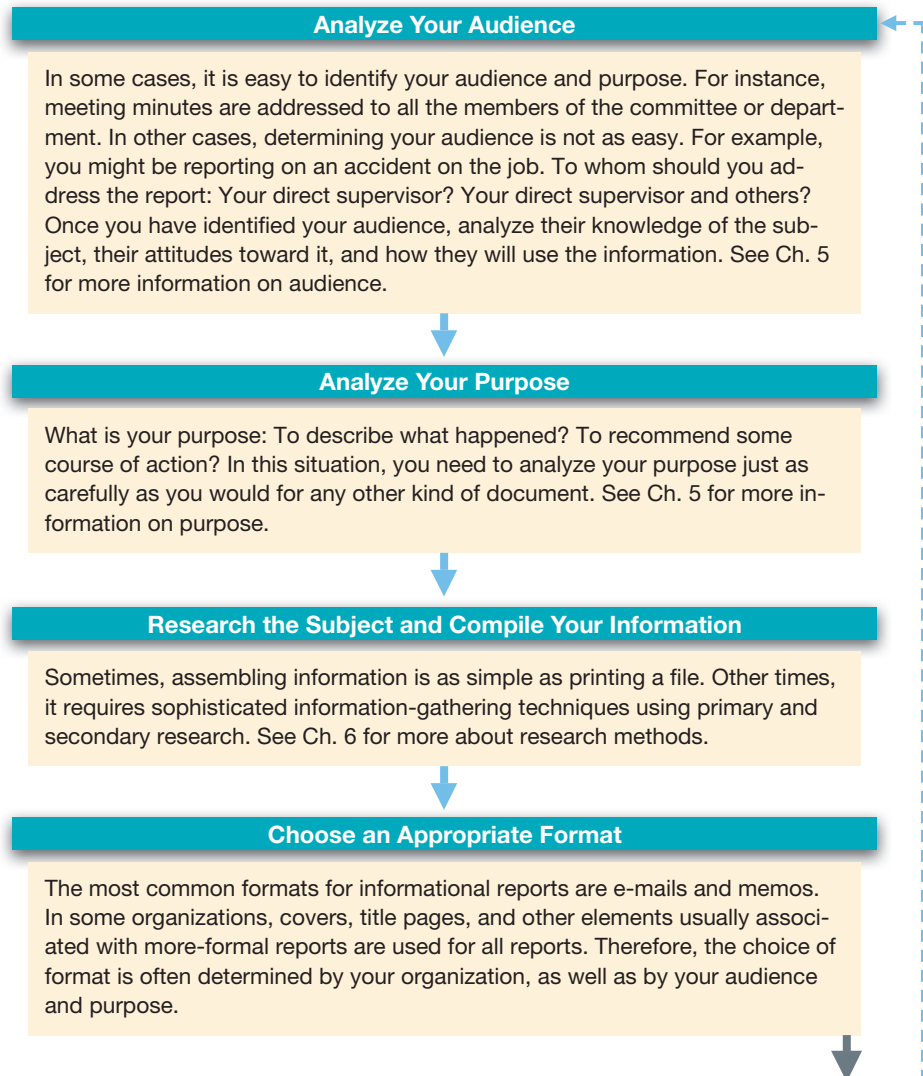 Analyze Your Audience
In some cases, it is easy to identify your audience and purpose. For instance,
meeting minutes are addressed to all the members of the committee or depart-
ment. In other cases, determining your audience is not as easy. For example,
you might be reporting on an accident on the job. To whom should you ad-
dress the report: Your direct supervisor? Your direct supervisor and others?
Once you have identified your audience, analyze their knowledge of the sub-
ject, their attitudes toward it, and how they will use the information. See Ch. 5
for more information on audience.
Analyze Your Purpose
What is your purpose: To describe what happened? To recommend some
course of action? In this situation, you need to analyze your purpose just as
carefully as you would for any other kind of document. See Ch. 5 for more in-
formation on purpose.
Research the Subject and Compile Your Information
Sometimes, assembling information is as simple as printing a file. Other times,
it requires sophisticated information-gathering techniques using primary and
secondary research. See Ch. 6 for more about research methods.
Choose an Appropriate Format
The most common formats for informational reports are e-mails and memos.
In some organizations, covers, title pages, and other elements usually associ-
ated with more-formal reports are used for all reports. Therefore, the choice of
format is often determined by your organization, as well as by your audience
and purpose.